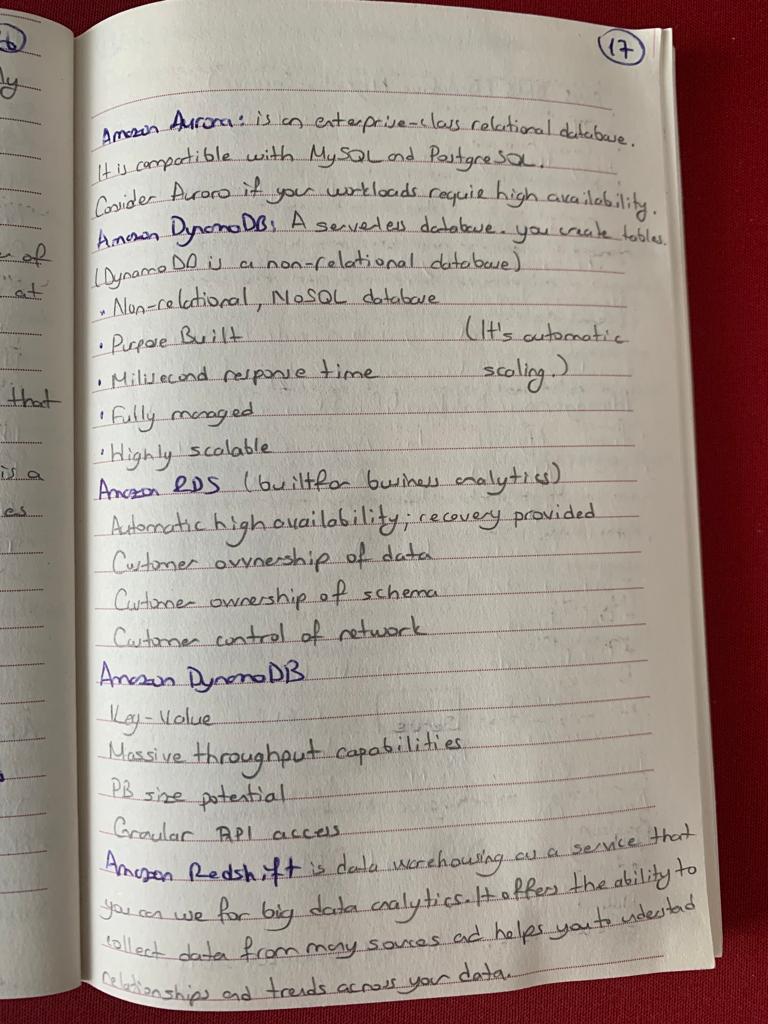 17
Amazon Aurora: is an enterprise-class relational database.
It is compatible with MySQL and PostgreSQL.
Cosider Aurora if your workloads requie high availability.
Amazon DynamoDB: A serverless database. you create tables.
(DynamoDB is a non-relational database)
• Non-relational, NoSQL database
• Purpose Built (It's automatic
• Milisecond response time scaling.)
• Fully managed
• Highly scalable
Amazon RDS (built for business analytics)
Automatic high availability; recovery provided
Customer ownership of data
Customer ownership of schema
Customer control of network
Amazon DynamoDB
Key-Value
Massive throughput capabilities
PB size potential
Granular API access
Amazon Redshift is data warehousing as a service that
you can use for big data analytics. It offers the ability to
collect data from many sources and helps you to understad
relationships and trends across your data.
ly
of
at
that
is a
es